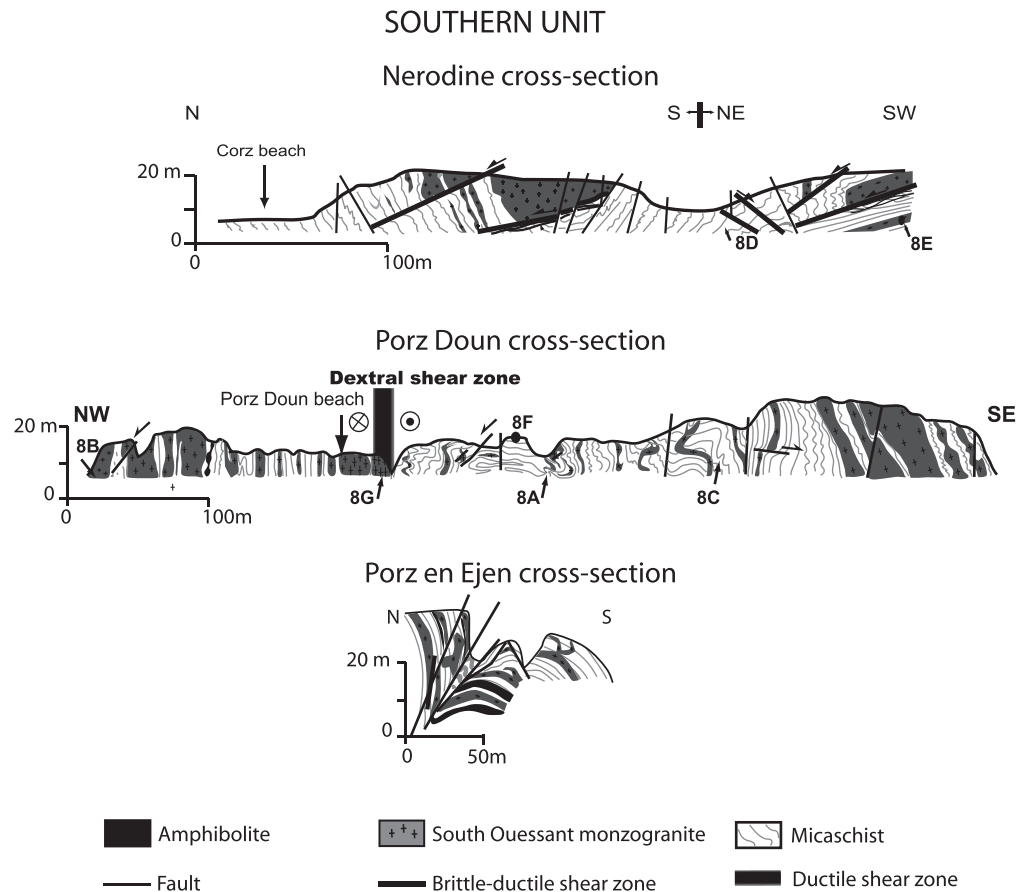 SOUTHERN UNIT
Nerodine cross-section
N
S NE
SW
Corz beach
20 m
0
0
100m
8D
8E
Porz Doun cross-section
Dextral shear zone
Porz Doun beach
NW
SE
20 m
8B
8F
0
8G
8A
8C
0
100m
Porz en Ejen cross-section
N
S
20 m
0
0
50m
Amphibolite
South Ouessant monzogranite
Micaschist
Fault
Brittle-ductile shear zone
Ductile shear zone